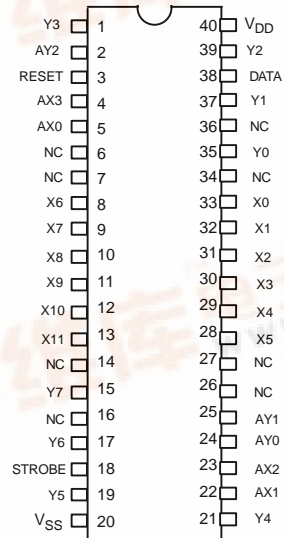 Y3 1 40 VDD
AY2 2 39 Y2
RESET 3 38 DATA
AX3 4 37 Y1
AX0 5 36 NC
NC 6 35 Y0
NC 7 34 NC
X6 8 33 X0
X7 9 32 X1
X8 10 31 X2
X9 11 30 X3
X10 12 29 X4
X11 13 28 X5
NC 14 27 NC
Y7 15 26 NC
NC 16 25 AY1
Y6 17 24 AY0
STROBE 18 23 AX2
Y5 19 22 AX1
VSS 20 21 Y4